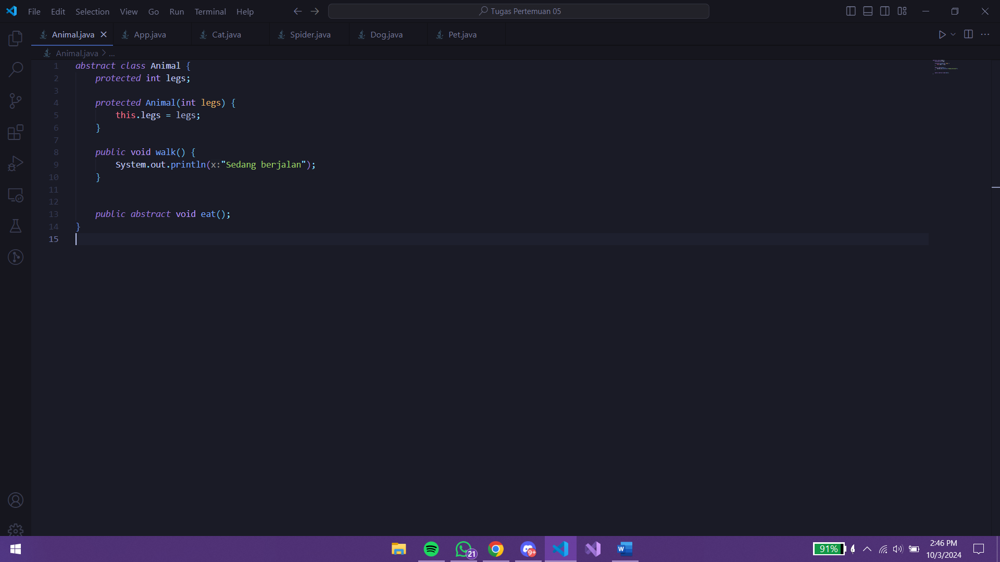 File Edit Selection View Go Run Terminal Help Tugas Pertemuan 05
Animal.java App.java Cat.java Spider.java Dog.java Pet.java
Animal.java > ...
1 abstract class Animal {
2 protected int legs;
3
4 protected Animal(int legs) {
5 this.legs = legs;
6 }
7
8 public void walk() {
9 System.out.println(x:"Sedang berjalan");
10 }
11
12
13 public abstract void eat();
14 }
15
21 9+ W 91% 2:46 PM
10/3/2024